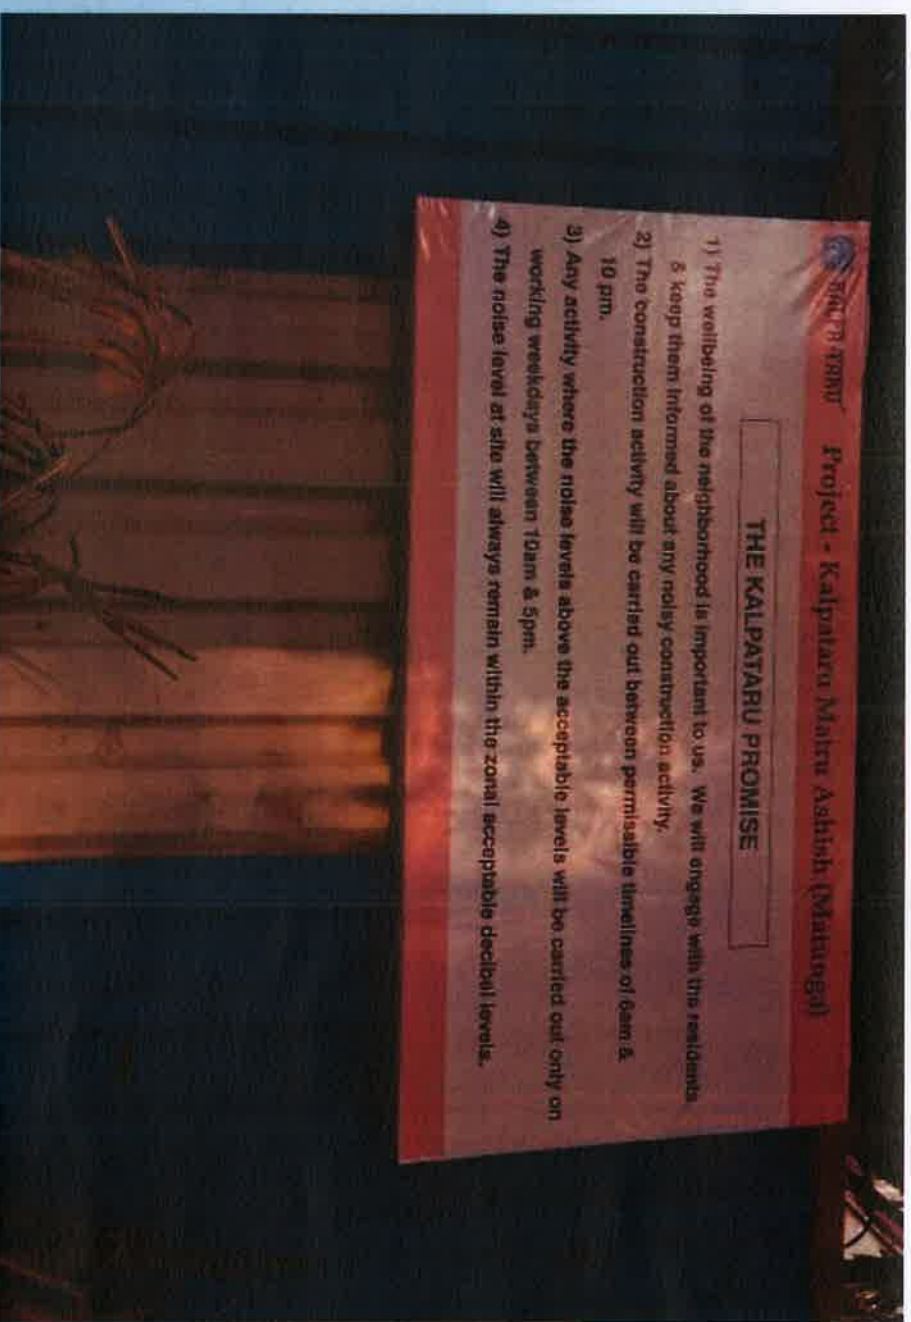 KALPATARU Project - Kalpataru Matru Ashish (Matunga)
THE KALPATARU PROMISE
1) The wellbeing of the neighborhood is important to us. We will engage with the residents
& keep them informed about any noisy construction activity.
2) The construction activity will be carried out between permissible timelines of 6am &
10 pm.
3) Any activity where the noise levels above the acceptable levels will be carried out only on
working weekdays between 10am & 5pm.
4) The noise level at site will always remain within the zonal acceptable decibel levels.